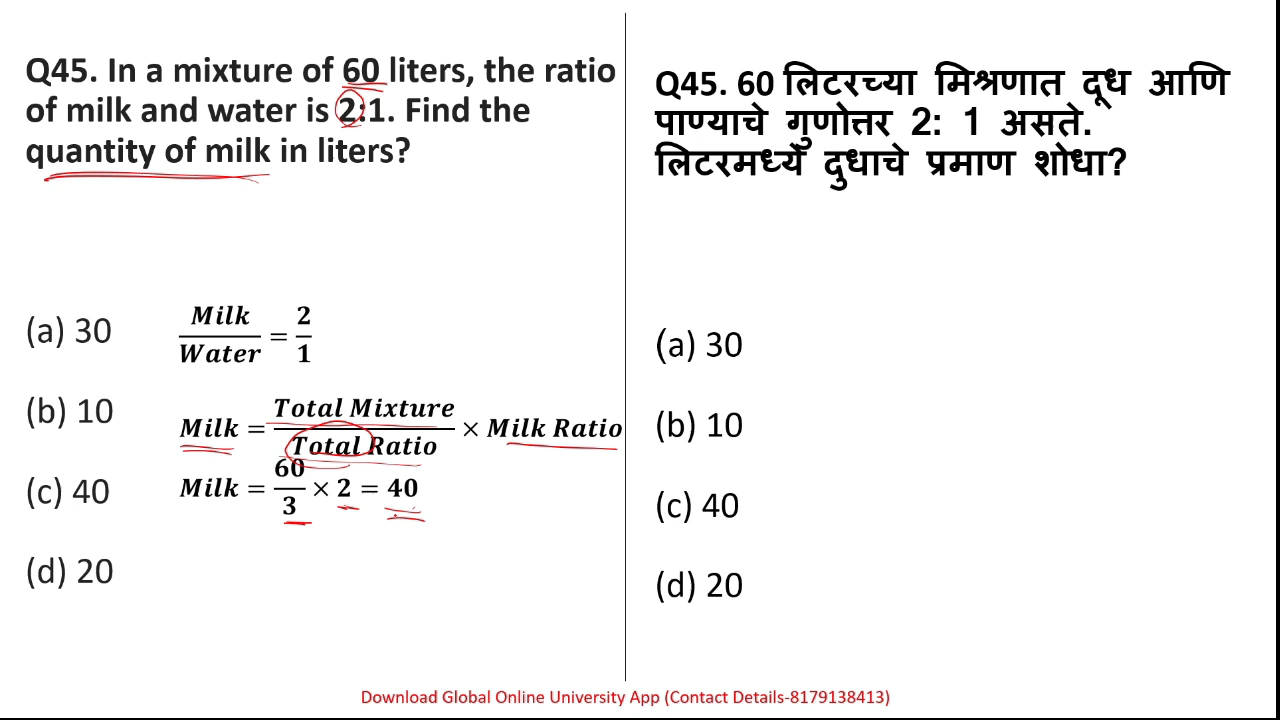 Q45. In a mixture of 60 liters, the ratio
of milk and water is 2:1. Find the
quantity of milk in liters?
(a) 30
(b) 10
(c) 40
(d) 20
Milk/Water = 2/1
Milk = Total Mixture/Total Ratio × Milk Ratio
Milk = 60/3 × 2 = 40
Q45. 60 लिटरच्या मिश्रणात दूध आणि
पाण्याचे गुणोत्तर 2: 1 असते.
लिटरमध्ये दुधाचे प्रमाण शोधा?
(a) 30
(b) 10
(c) 40
(d) 20
Download Global Online University App (Contact Details-8179138413)